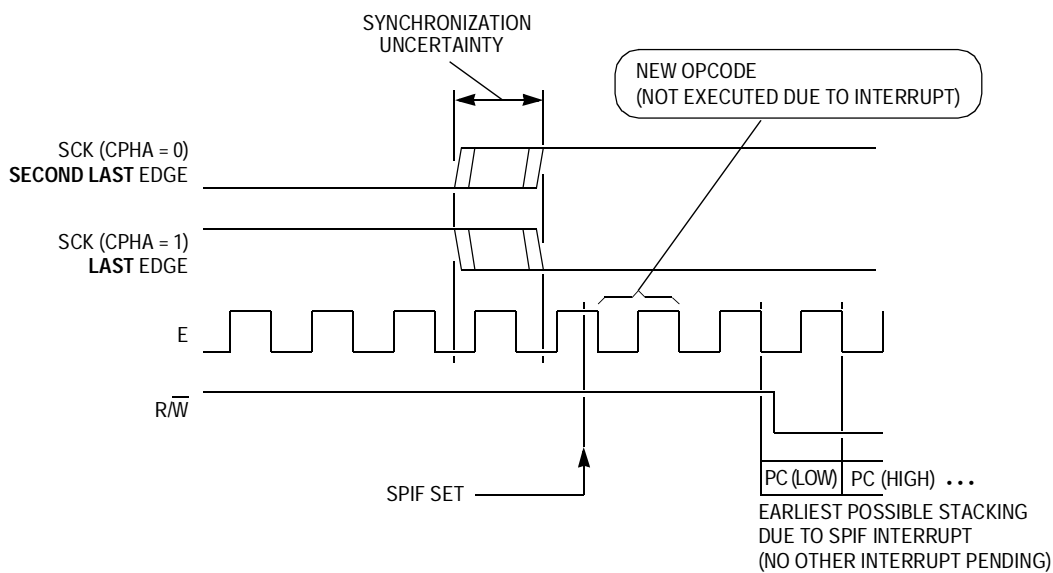 SYNCHRONIZATION
UNCERTAINTY
NEW OPCODE
(NOT EXECUTED DUE TO INTERRUPT)
SCK (CPHA = 0)
SECOND LAST EDGE
SCK (CPHA = 1)
LAST EDGE
E
R/W̅
SPIF SET
PC (LOW) PC (HIGH) • • •
EARLIEST POSSIBLE STACKING
DUE TO SPIF INTERRUPT
(NO OTHER INTERRUPT PENDING)